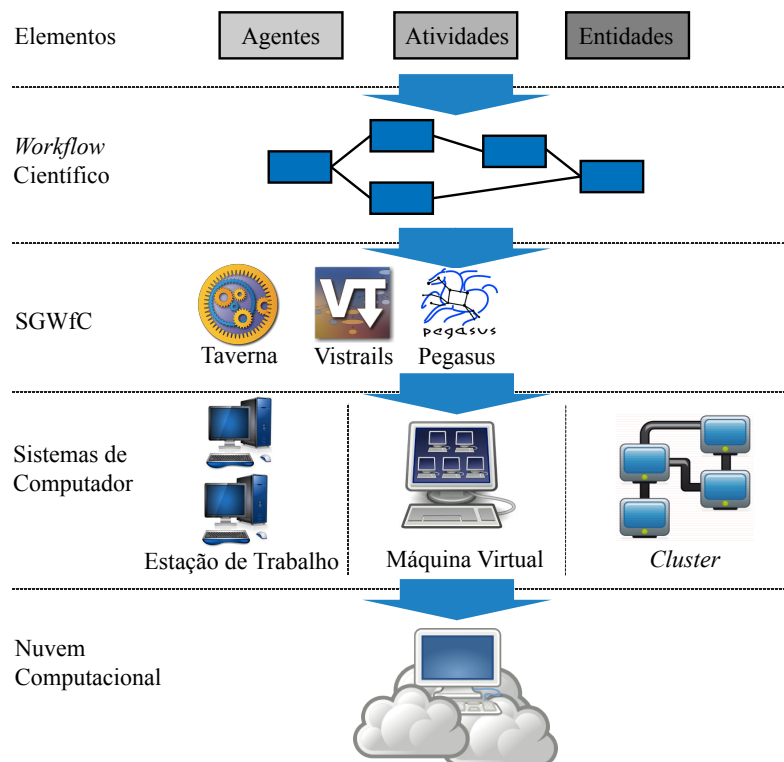 Elementos
Agentes
Atividades
Entidades
Workflow
Científico
SGWfC
VT
pegasus
Taverna
Vistrails
Pegasus
Sistemas de
Computador
Estação de Trabalho
Máquina Virtual
Cluster
Nuvem
Computacional